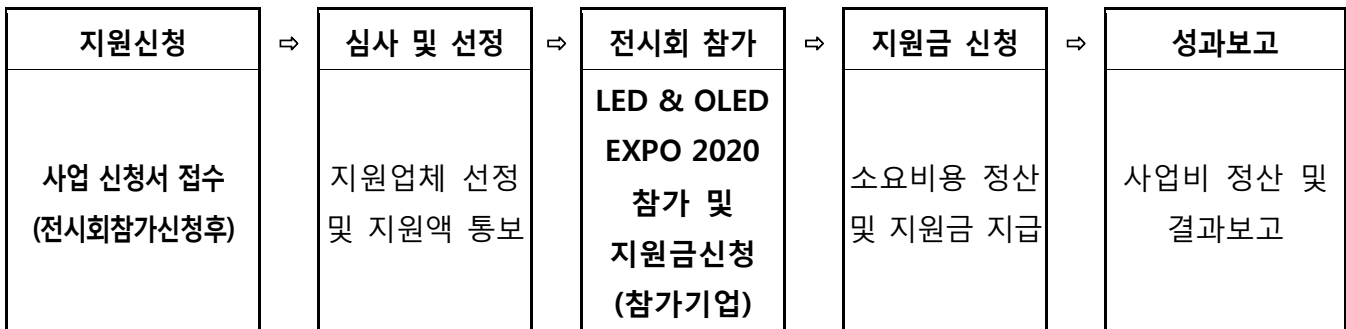 지원신청 ⇨ 심사 및 선정 ⇨ 전시회 참가 ⇨ 지원금 신청 ⇨ 성과보고
사업 신청서 접수
(전시회참가신청후)
지원업체 선정
및 지원액 통보
LED & OLED
EXPO 2020
참가 및
지원금신청
(참가기업)
소요비용 정산
및 지원금 지급
사업비 정산 및
결과보고